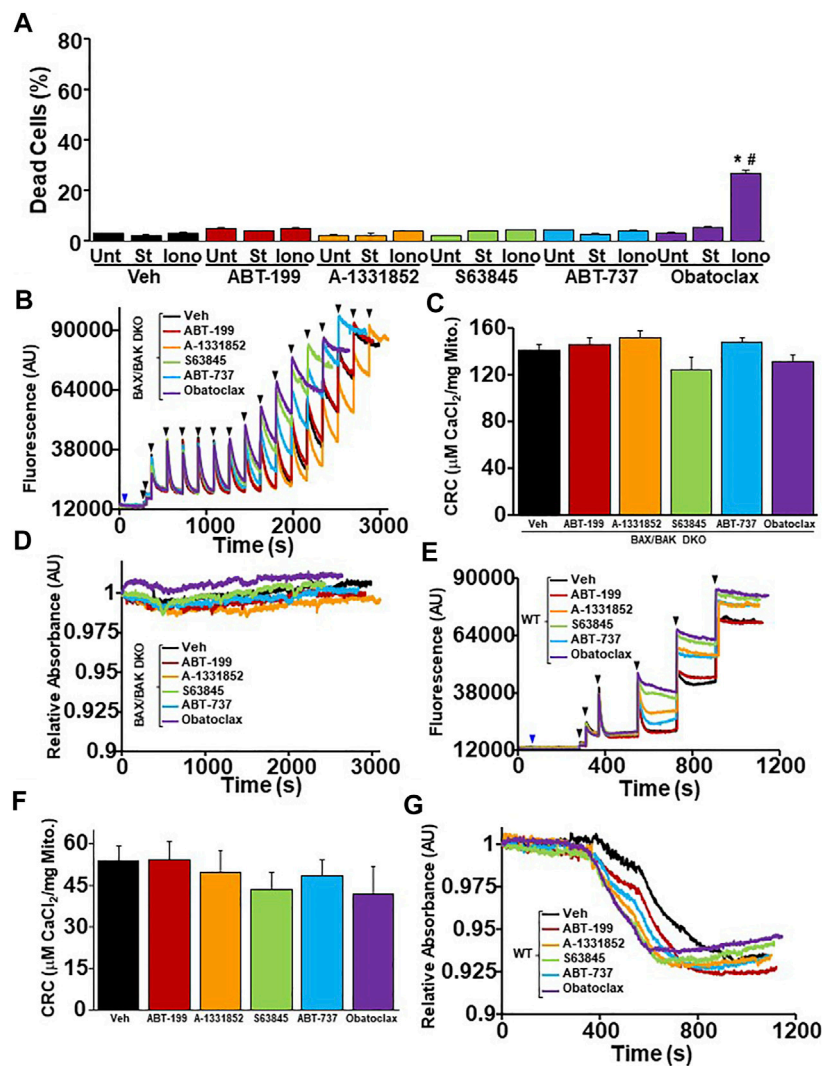 A
Dead Cells (%)
80
60
40
20
0
* #
Unt St Iono Unt St Iono Unt St Iono Unt St Iono Unt St Iono Unt St Iono
Veh ABT-199 A-1331852 S63845 ABT-737 Obatoclax
B
Fluorescence (AU)
90000
64000
38000
12000
BAX/BAK DKO
Veh
ABT-199
A-1331852
S63845
ABT-737
Obatoclax
0 1000 2000 3000
Time (s)
C
CRC (µM CaCl2/mg Mito.)
160
120
80
40
0
Veh ABT-199 A-1331852 S63845 ABT-737 Obatoclax
BAX/BAK DKO
D
Relative Absorbance (AU)
1
0.975
0.95
0.925
0.9
BAX/BAK DKO
Veh
ABT-199
A-1331852
S63845
ABT-737
Obatoclax
0 1000 2000 3000
Time (s)
E
Fluorescence (AU)
90000
64000
38000
12000
WT
Veh
ABT-199
A-1331852
S63845
ABT-737
Obatoclax
0 400 800 1200
Time (s)
F
CRC (µM CaCl2/mg Mito.)
60
45
30
15
0
Veh ABT-199 A-1331852 S63845 ABT-737 Obatoclax
G
Relative Absorbance (AU)
1
0.975
0.95
0.925
0.9
WT
Veh
ABT-199
A-1331852
S63845
ABT-737
Obatoclax
0 400 800 1200
Time (s)